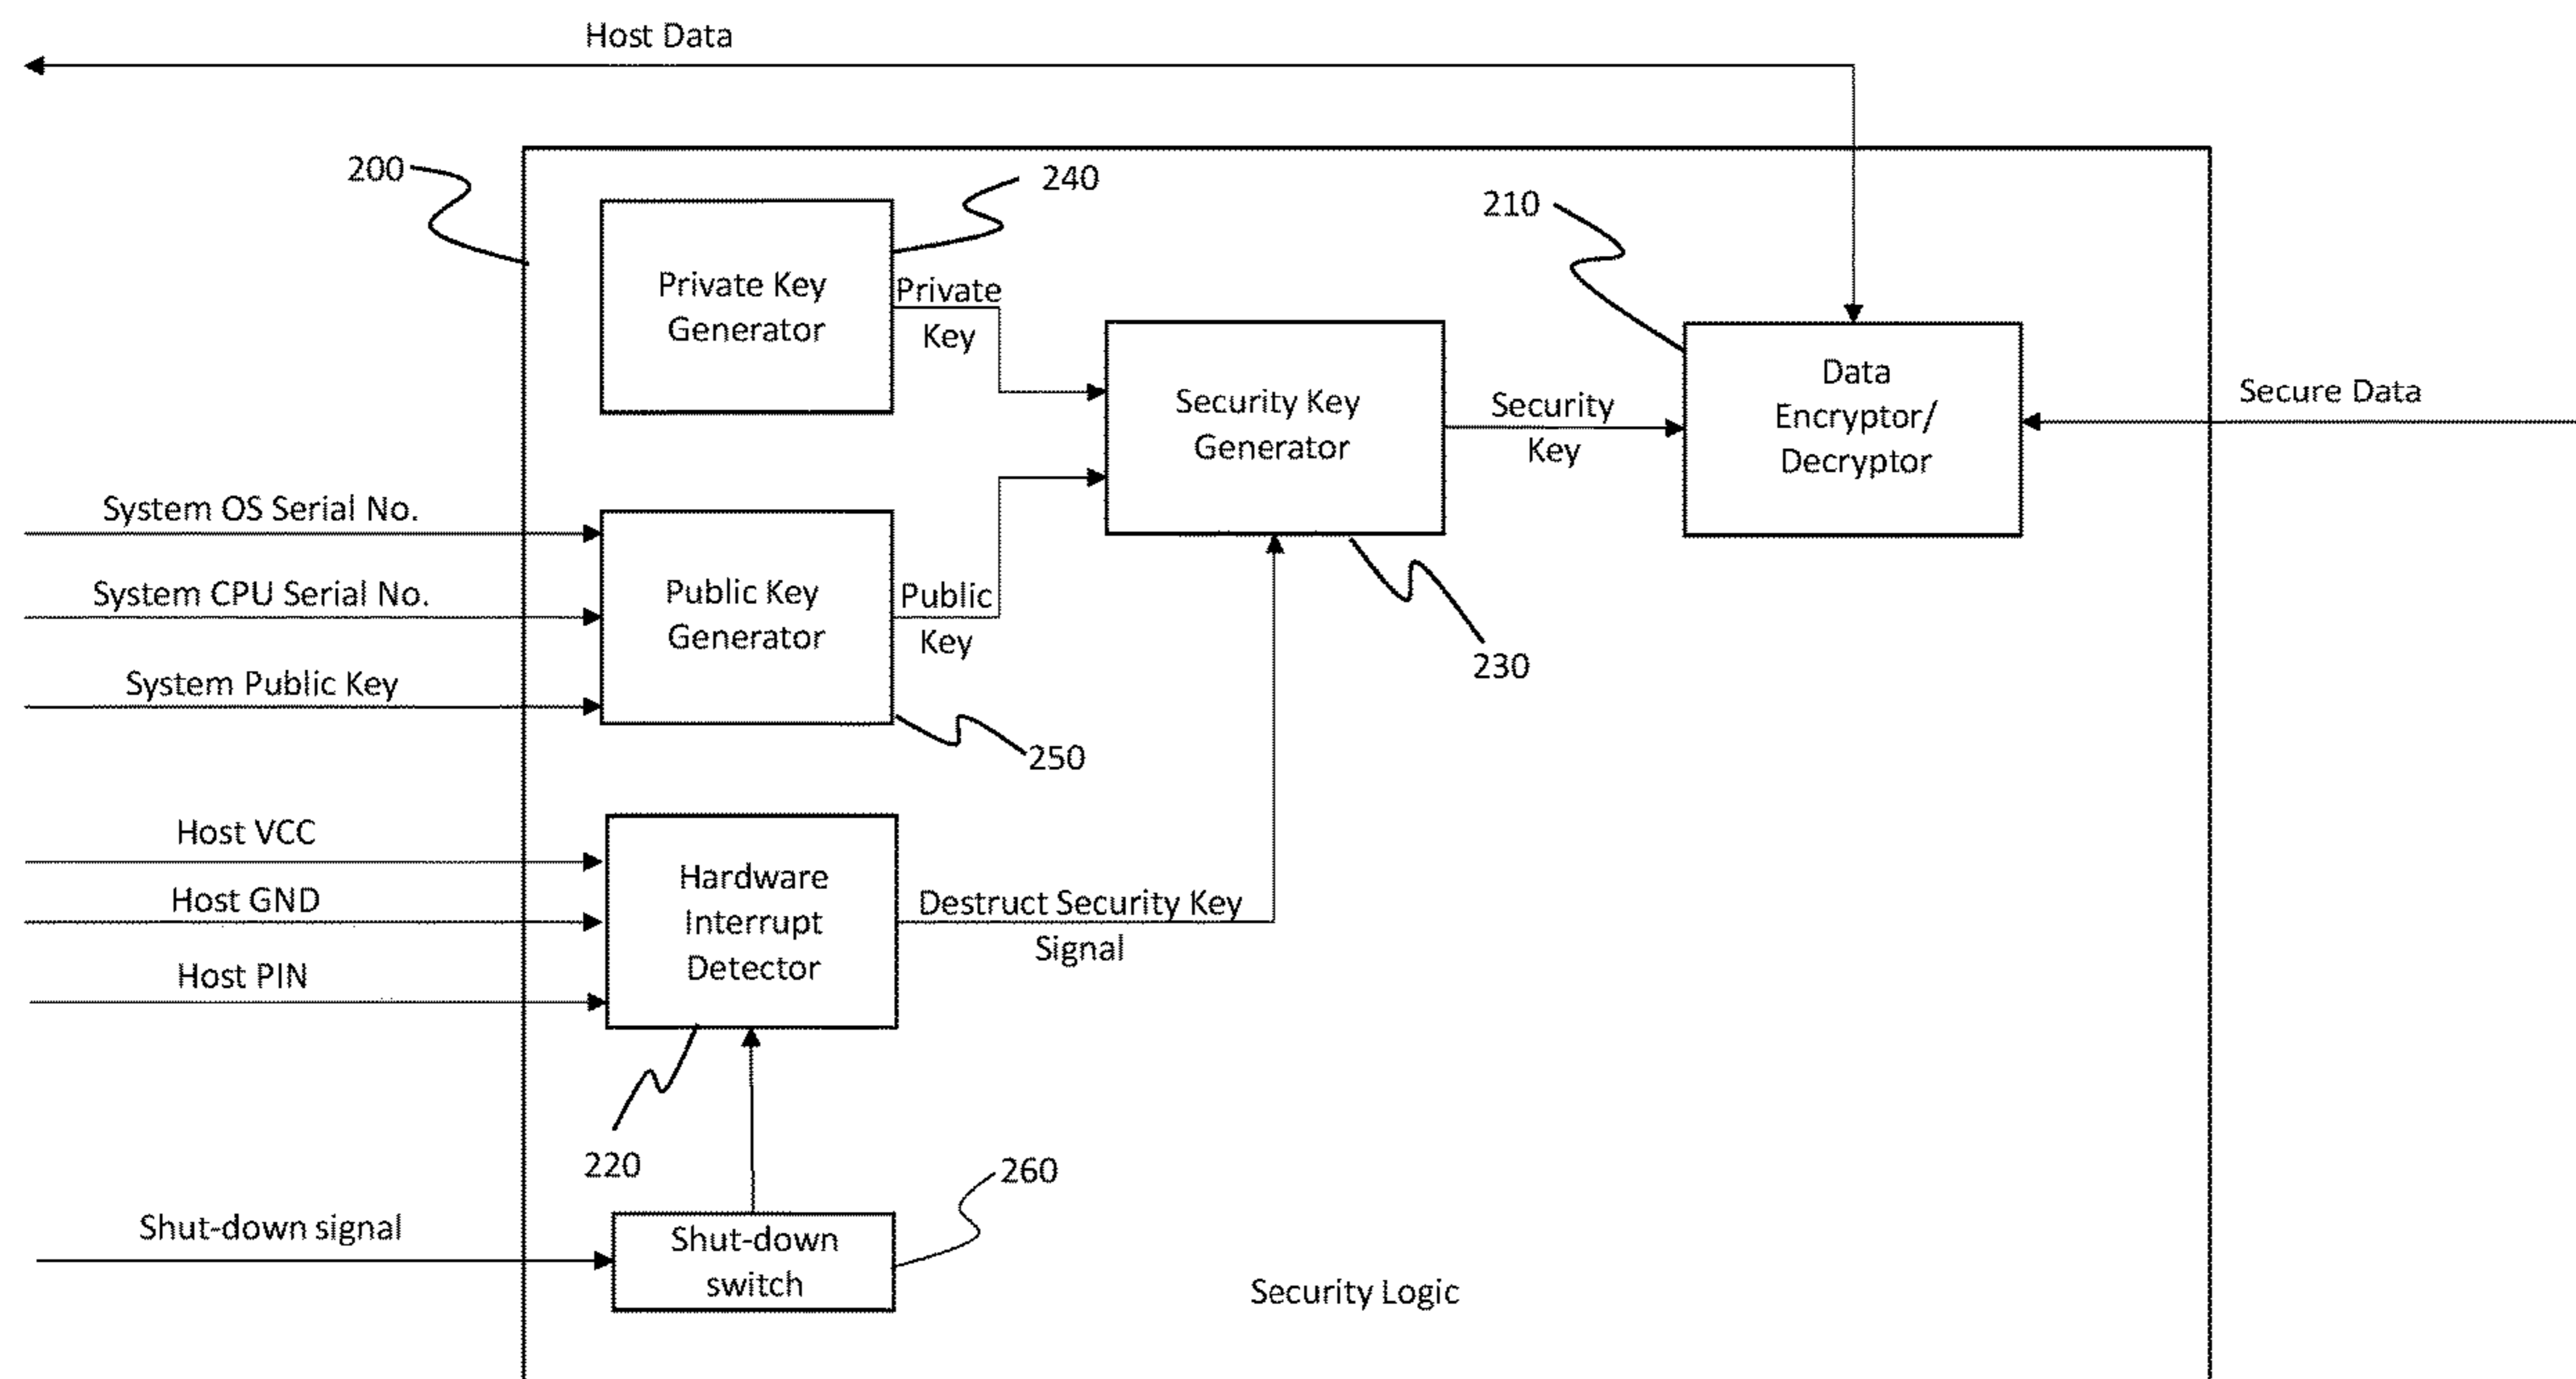 Host Data
200
240
210
Private Key
Generator
Private
Key
Security Key
Generator
Security
Key
Data
Encryptor/
Decryptor
Secure Data
System OS Serial No.
System CPU Serial No.
System Public Key
Public Key
Generator
Public
Key
230
250
Host VCC
Host GND
Host PIN
Hardware
Interrupt
Detector
Destruct Security Key
Signal
220
260
Shut-down signal
Shut-down
switch
Security Logic